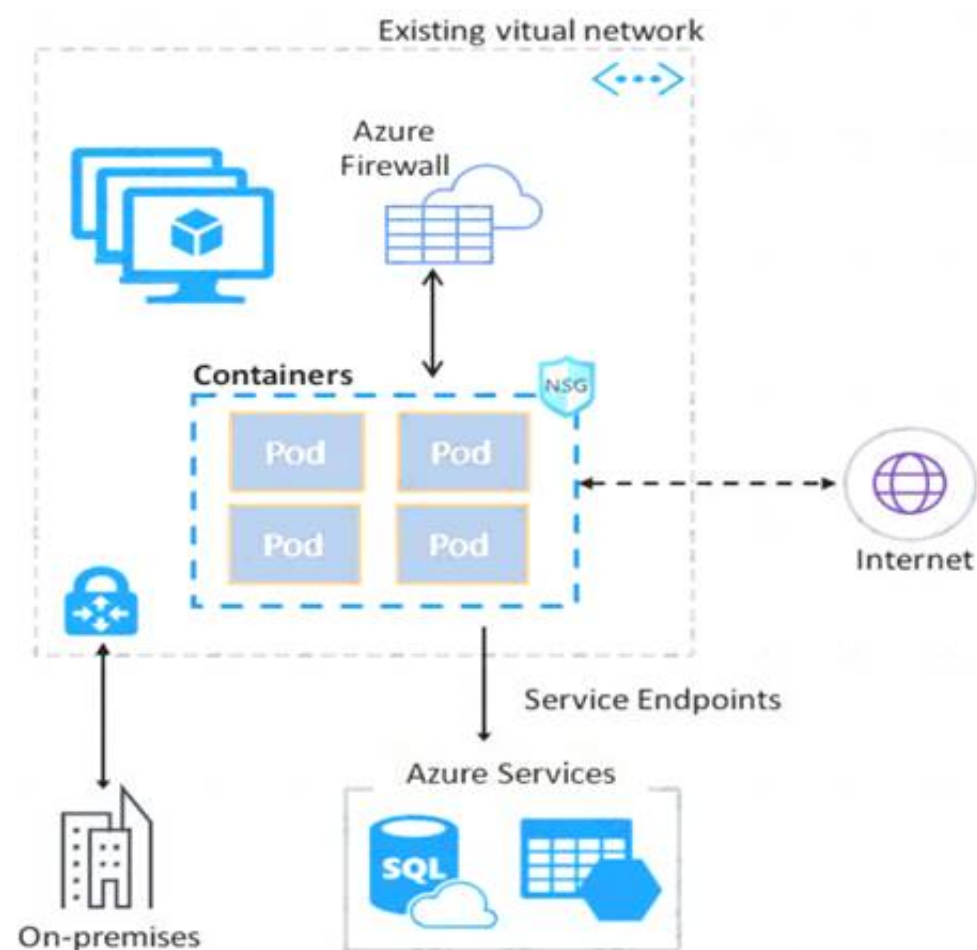 Existing vitual network
Azure
Firewall
Containers
NSG
Pod
Pod
Pod
Pod
Internet
Service Endpoints
Azure Services
SQL
On-premises